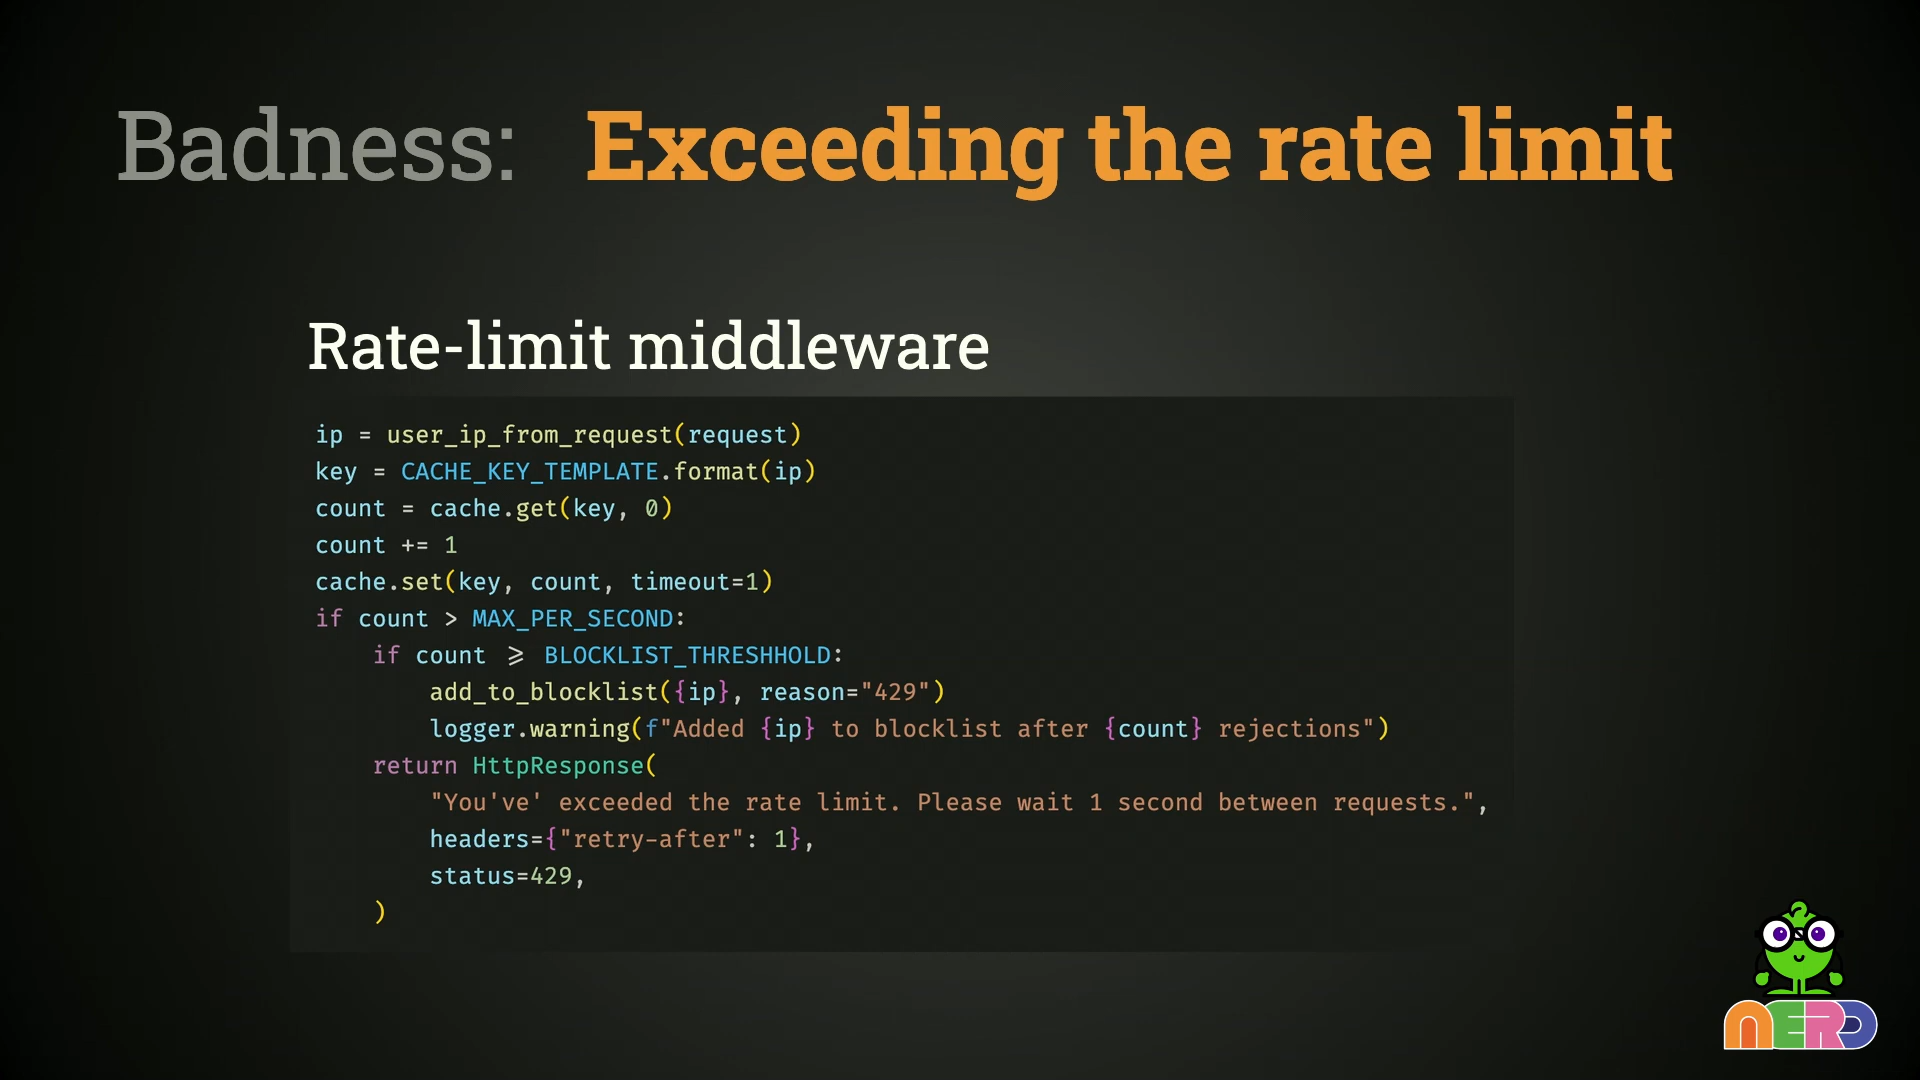 Badness: Exceeding the rate limit
Rate-limit middleware
ip = user_ip_from_request(request)
key = CACHE_KEY_TEMPLATE.format(ip)
count = cache.get(key, 0)
count += 1
cache.set(key, count, timeout=1)
if count > MAX_PER_SECOND:
    if count ⩾ BLOCKLIST_THRESHHOLD:
        add_to_blocklist({ip}, reason="429")
        logger.warning(f"Added {ip} to blocklist after {count} rejections")
    return HttpResponse(
        "You've' exceeded the rate limit. Please wait 1 second between requests.",
        headers={"retry-after": 1},
        status=429,
    )
NERD